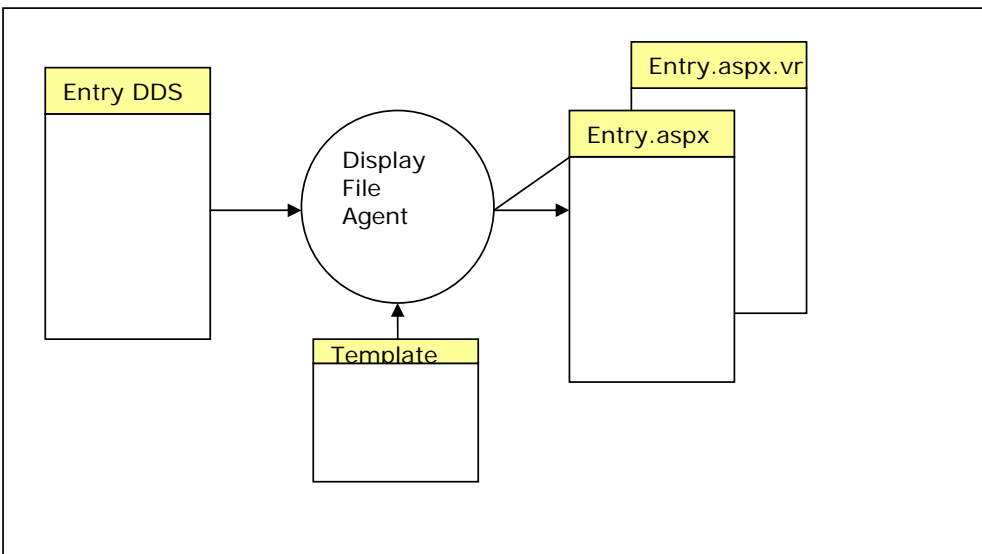 Entry DDS
Display
File
Agent
Template
Entry.aspx.vr
Entry.aspx